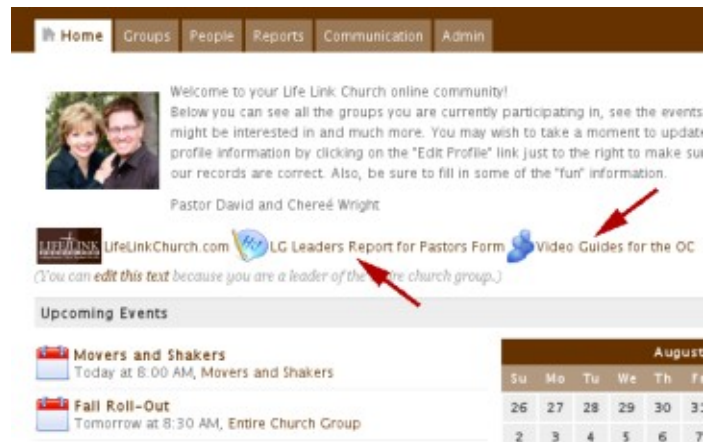 Home Groups People Reports Communication Admin
Welcome to your Life Link Church online community!
Below you can see all the groups you are currently participating in, see the events
might be interested in and much more. You may wish to take a moment to update
profile information by clicking on the "Edit Profile" link just to the right to make sur
our records are correct. Also, be sure to fill in some of the "fun" information.
Pastor David and Chereé Wright
LIFELINK LifeLinkChurch.com LG Leaders Report for Pastors Form Video Guides for the OC
(You can edit this text because you are a leader of the entire church group.)
Upcoming Events
Movers and Shakers
Today at 8:00 AM, Movers and Shakers
Fall Roll-Out
Tomorrow at 8:30 AM, Entire Church Group
August
Su Mo Tu We Th Fr
26 27 28 29 30 31
2 3 4 5 6 7